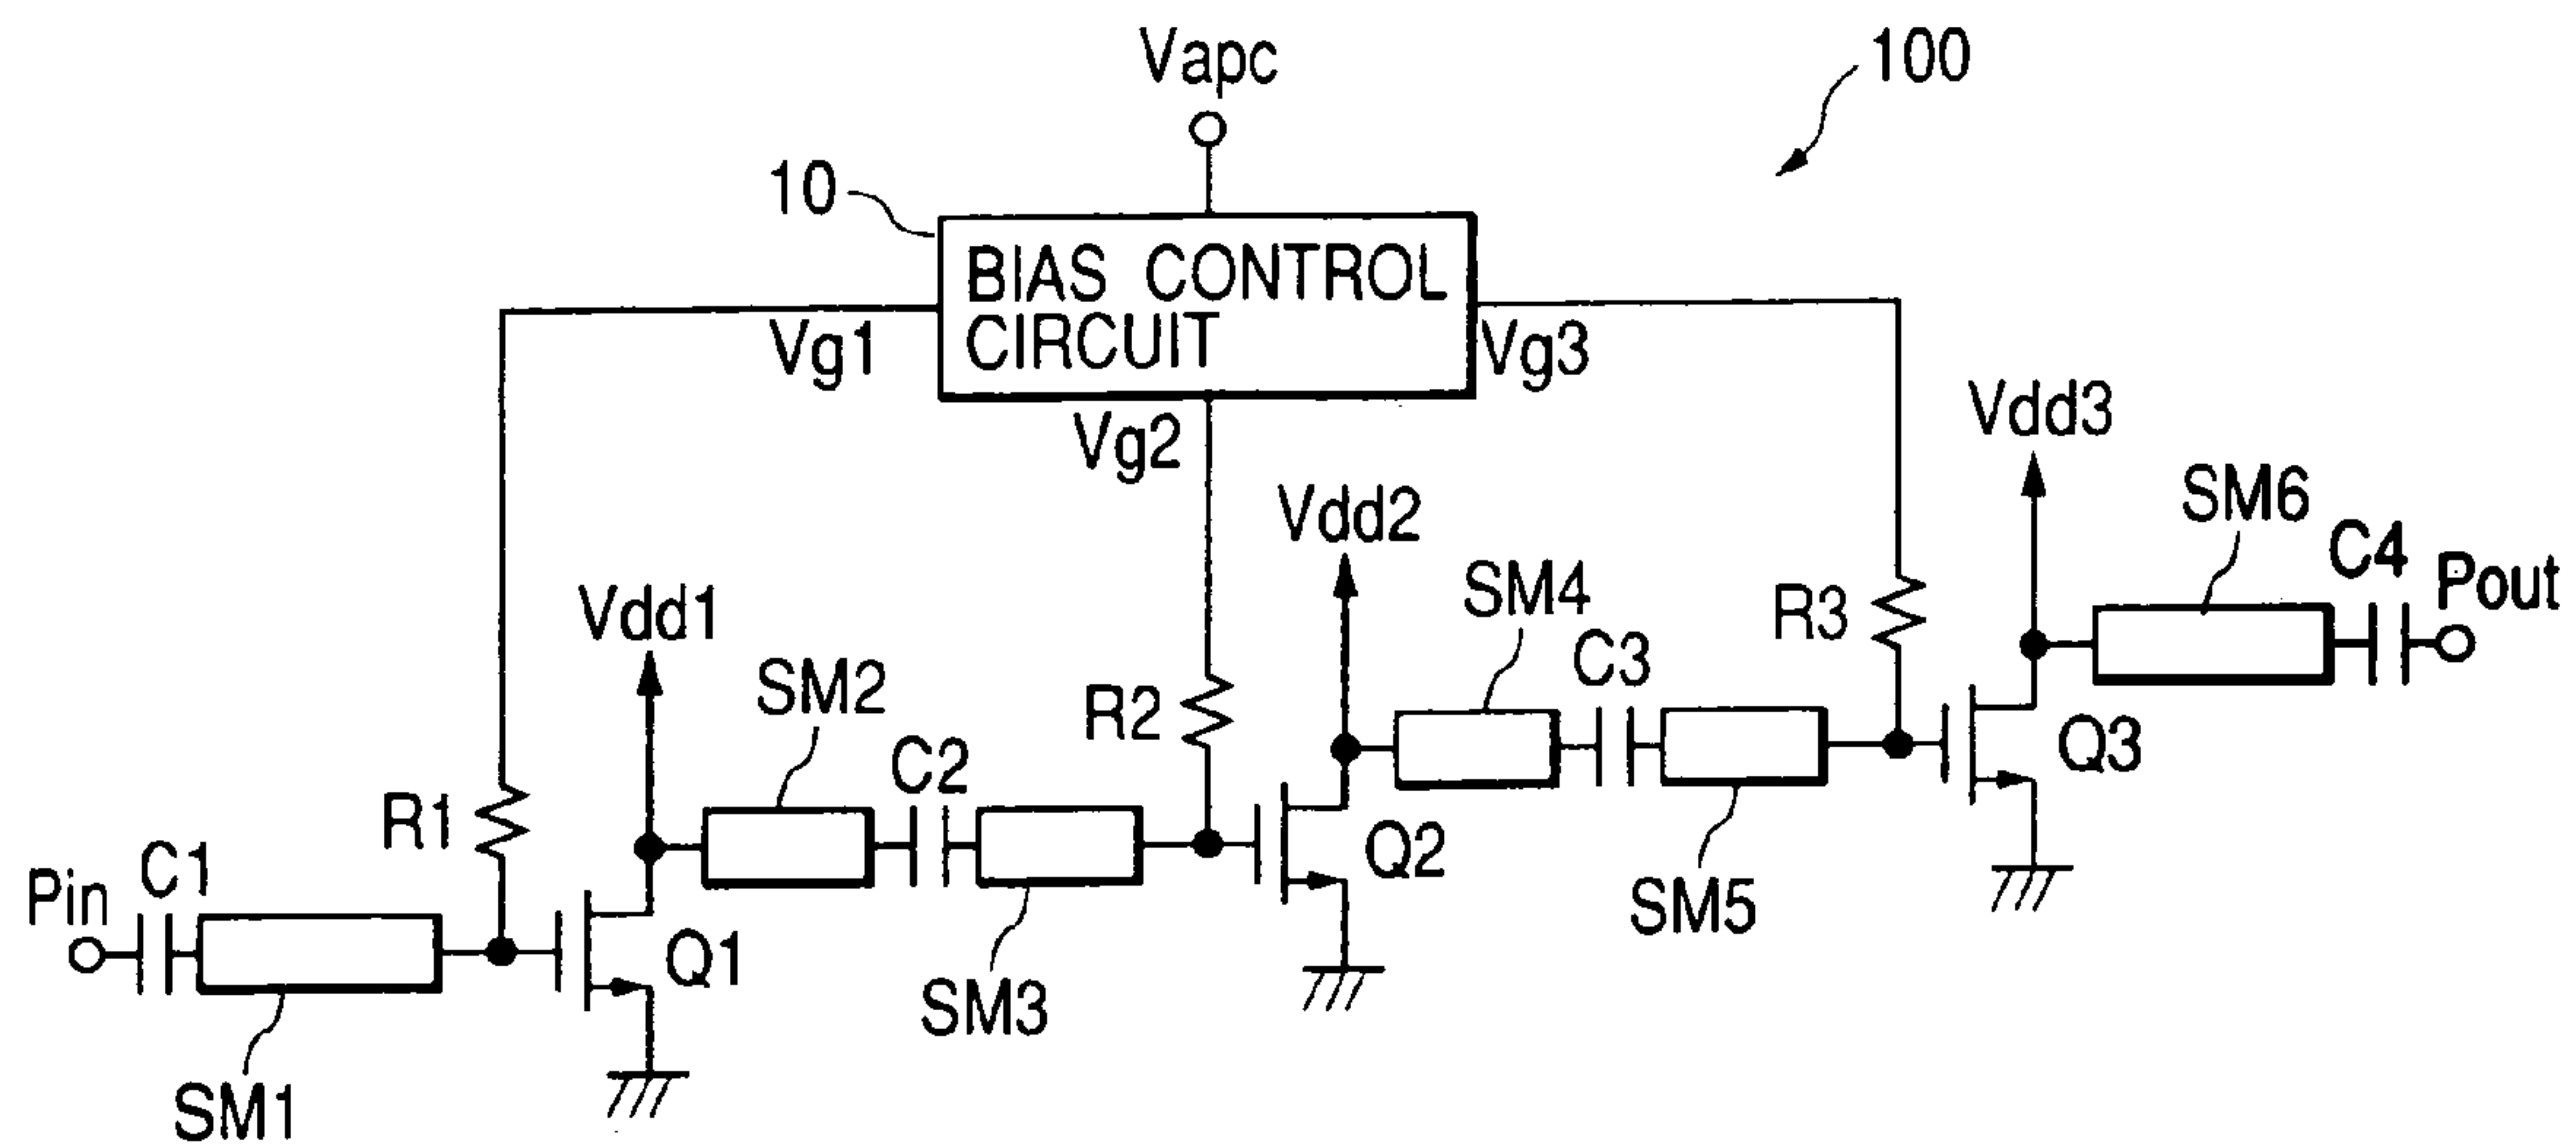 Vapc
100
10
BIAS CONTROL
CIRCUIT
Vg1
Vg3
Vg2
Vdd3
SM6
C4
Pout
Vdd2
SM4
C3
R3
Q3
Vdd1
SM2
C2
R2
Q2
SM5
R1
C1
Pin
Q1
SM3
SM1